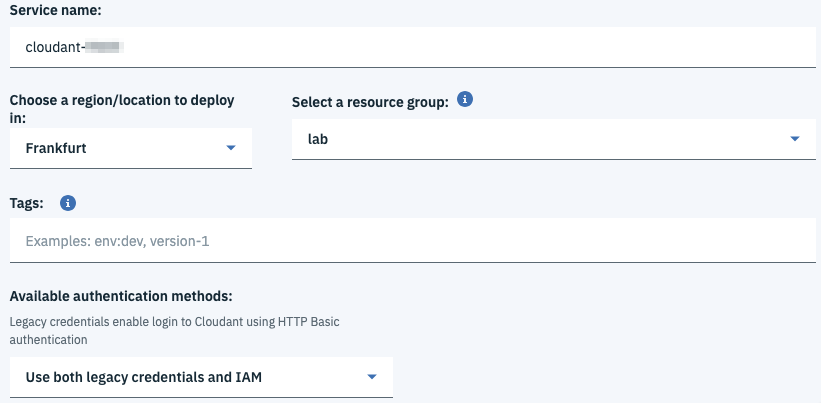 Service name:
cloudant-
Choose a region/location to deploy
in:
Select a resource group:
Frankfurt
lab
Tags:
Examples: env:dev, version-1
Available authentication methods:
Legacy credentials enable login to Cloudant using HTTP Basic
authentication
Use both legacy credentials and IAM